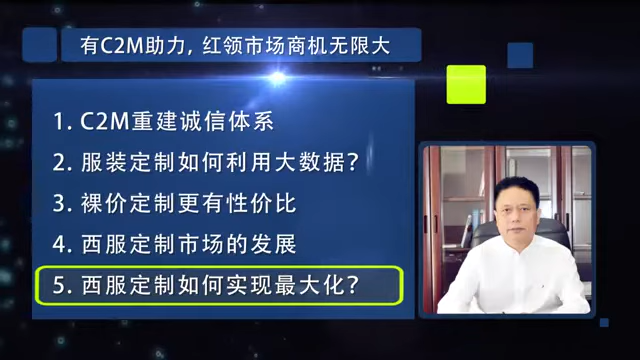 有C2M助力, 红领市场商机无限大
1. C2M重建诚信体系
2. 服装定制如何利用大数据?
3. 裸价定制更有性价比
4. 西服定制市场的发展
5. 西服定制如何实现最大化?